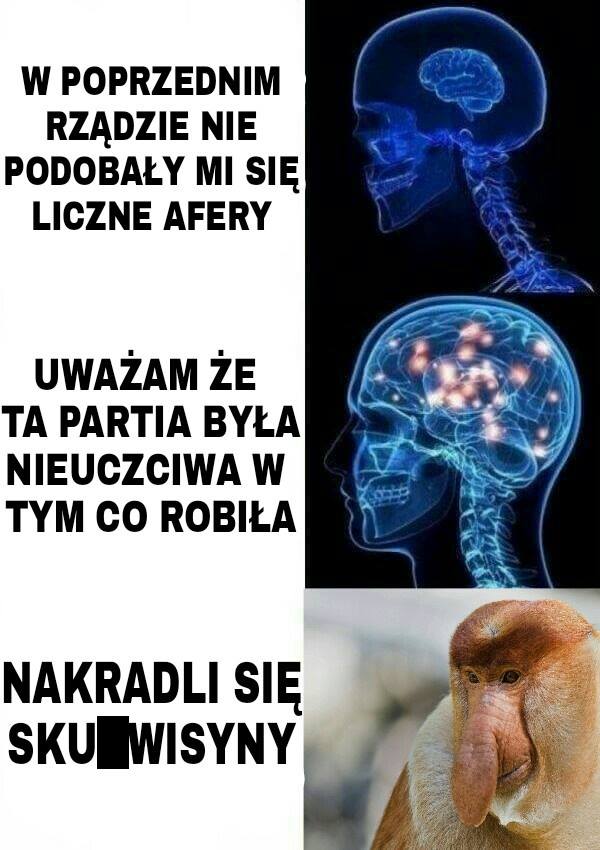 W POPRZEDNIM
RZĄDZIE NIE
PODOBAŁY MI SIĘ
LICZNE AFERY
UWAŻAM ŻE
TA PARTIA BYŁA
NIEUCZCIWA W
TYM CO ROBIŁA
NAKRADLI SIĘ
SKU█WISYNY